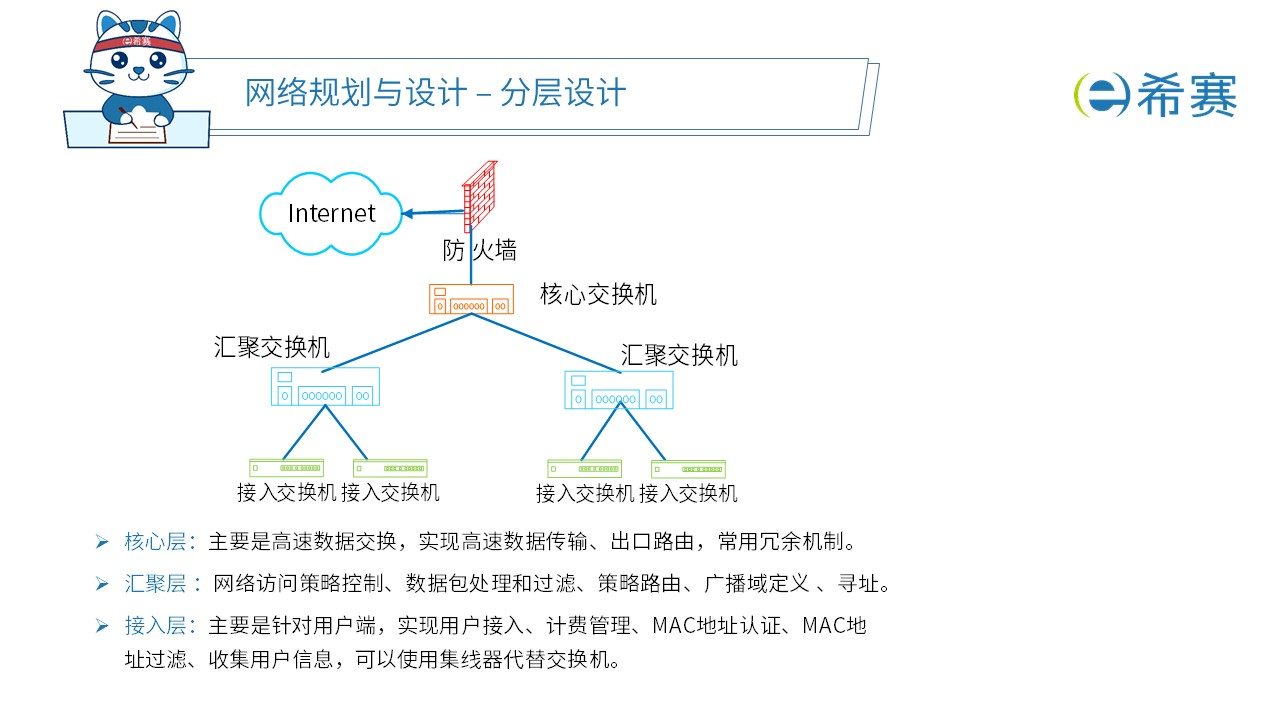 希赛
网络规划与设计 – 分层设计
希赛
Internet
防火墙
核心交换机
汇聚交换机
汇聚交换机
接入交换机 接入交换机
接入交换机 接入交换机
核心层：主要是高速数据交换，实现高速数据传输、出口路由，常用冗余机制。
汇聚层 ：网络访问策略控制、数据包处理和过滤、策略路由、广播域定义 、寻址。
接入层：主要是针对用户端，实现用户接入、计费管理、MAC地址认证、MAC地
址过滤、收集用户信息，可以使用集线器代替交换机。